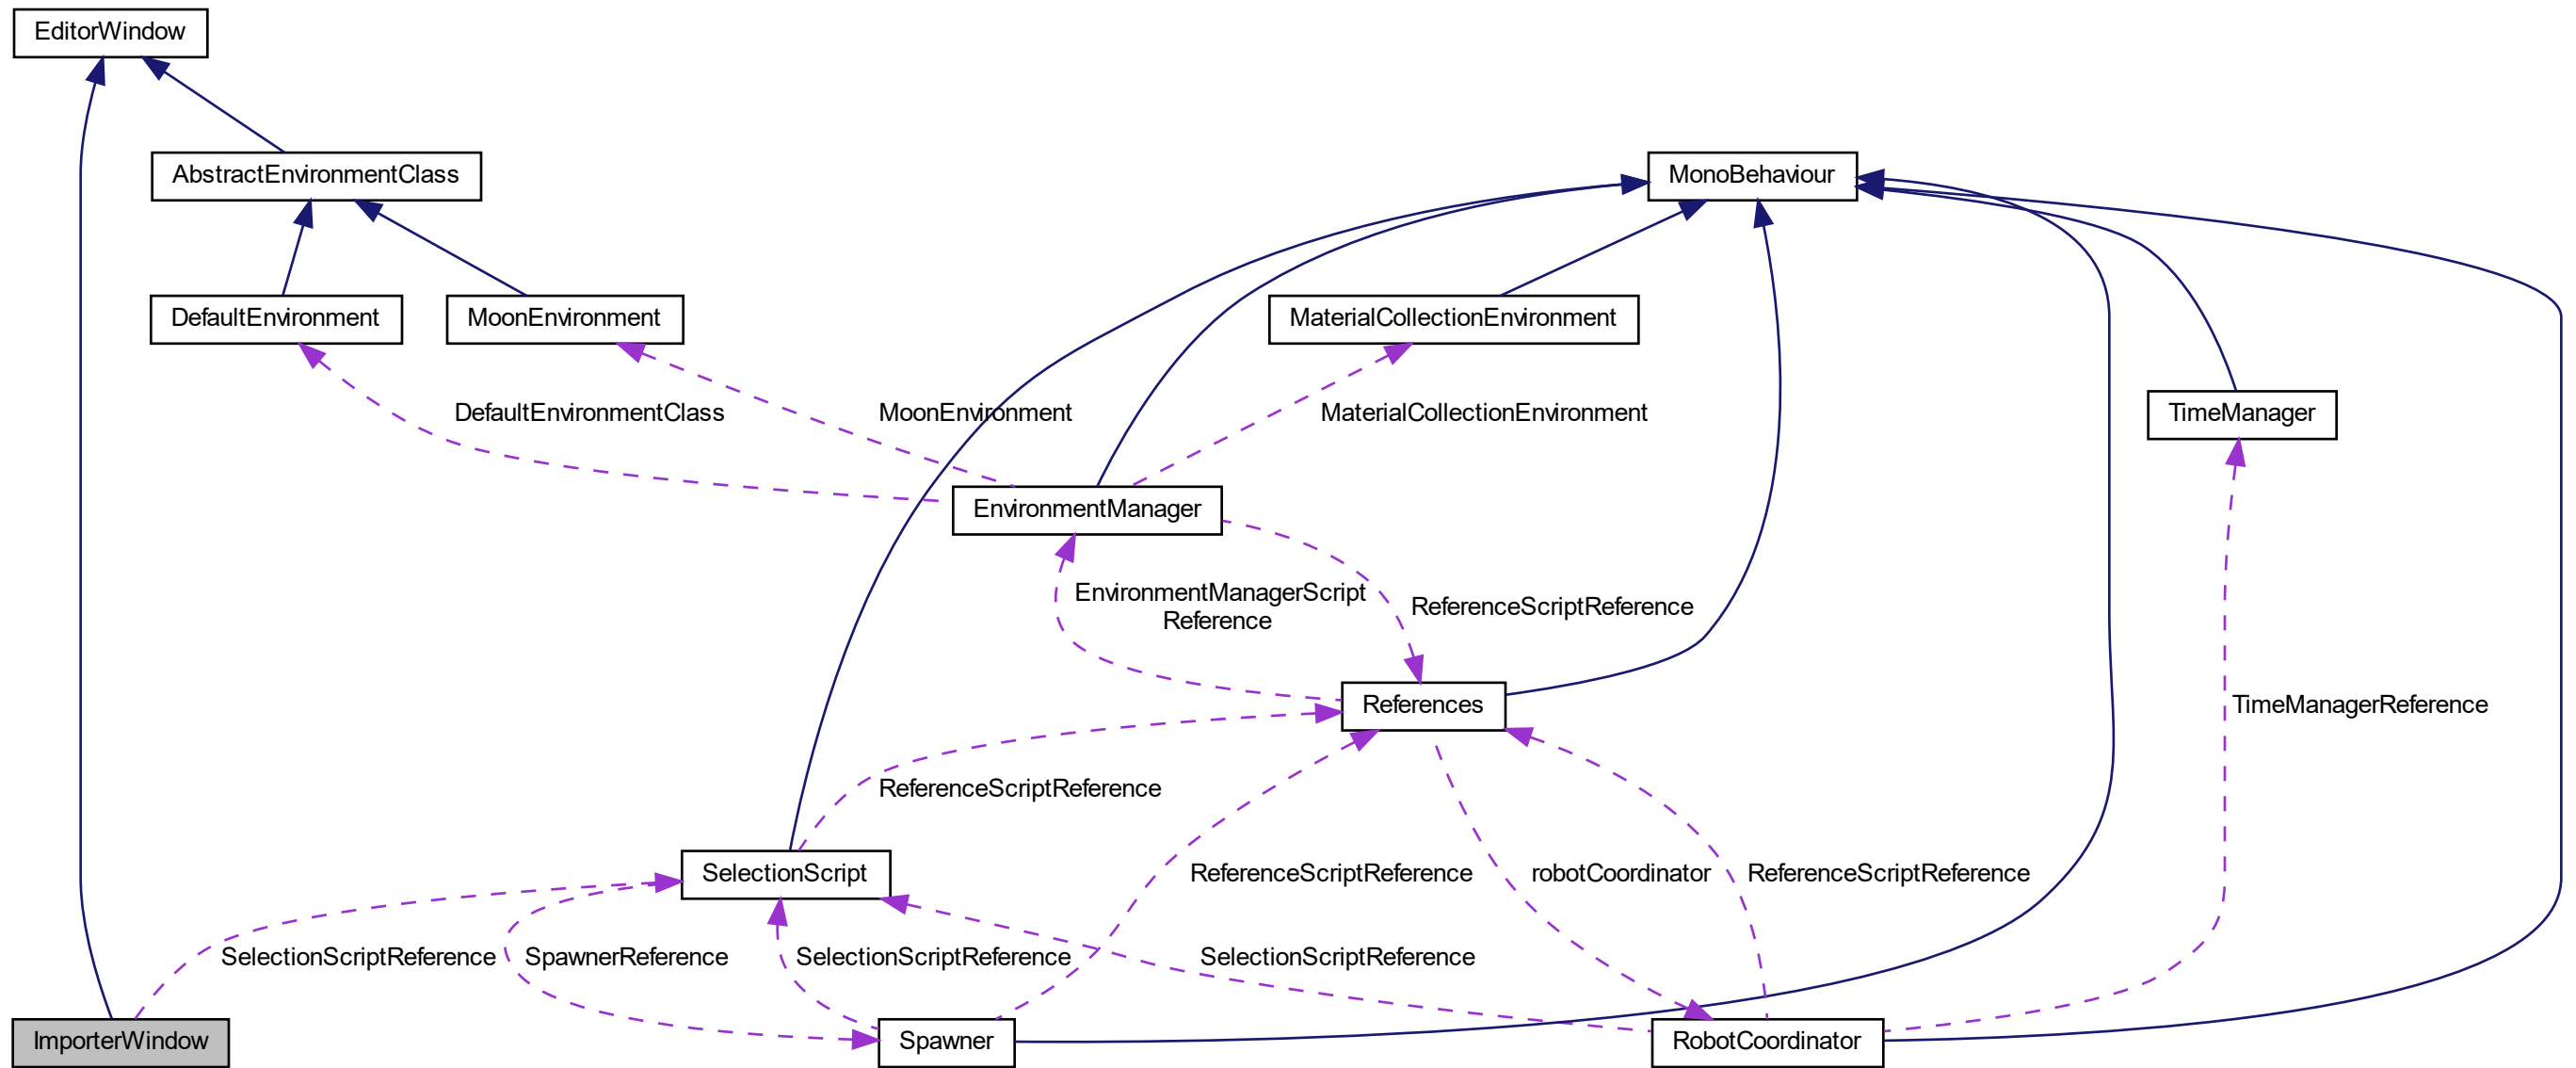 EditorWindow
AbstractEnvironmentClass
MonoBehaviour
DefaultEnvironment
MoonEnvironment
MaterialCollectionEnvironment
DefaultEnvironmentClass
MoonEnvironment
MaterialCollectionEnvironment
TimeManager
EnvironmentManager
EnvironmentManagerScript
Reference
ReferenceScriptReference
References
TimeManagerReference
ReferenceScriptReference
SelectionScript
ReferenceScriptReference
robotCoordinator
ReferenceScriptReference
SelectionScriptReference
SpawnerReference
SelectionScriptReference
SelectionScriptReference
ImporterWindow
Spawner
RobotCoordinator